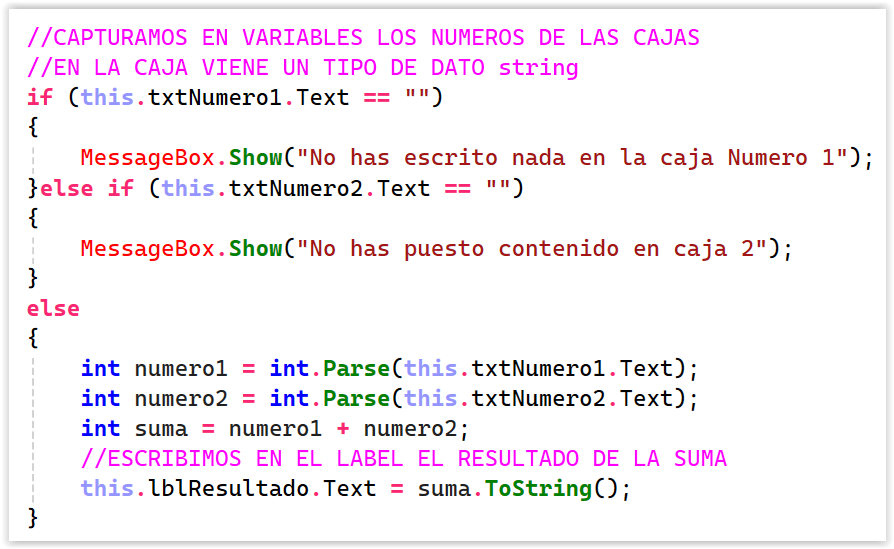 //CAPTURAMOS EN VARIABLES LOS NUMEROS DE LAS CAJAS
//EN LA CAJA VIENE UN TIPO DE DATO string
if (this.txtNumero1.Text == "")
{
    MessageBox.Show("No has escrito nada en la caja Numero 1");
}else if (this.txtNumero2.Text == "")
{
    MessageBox.Show("No has puesto contenido en caja 2");
}
else
{
    int numero1 = int.Parse(this.txtNumero1.Text);
    int numero2 = int.Parse(this.txtNumero2.Text);
    int suma = numero1 + numero2;
    //ESCRIBIMOS EN EL LABEL EL RESULTADO DE LA SUMA
    this.lblResultado.Text = suma.ToString();
}